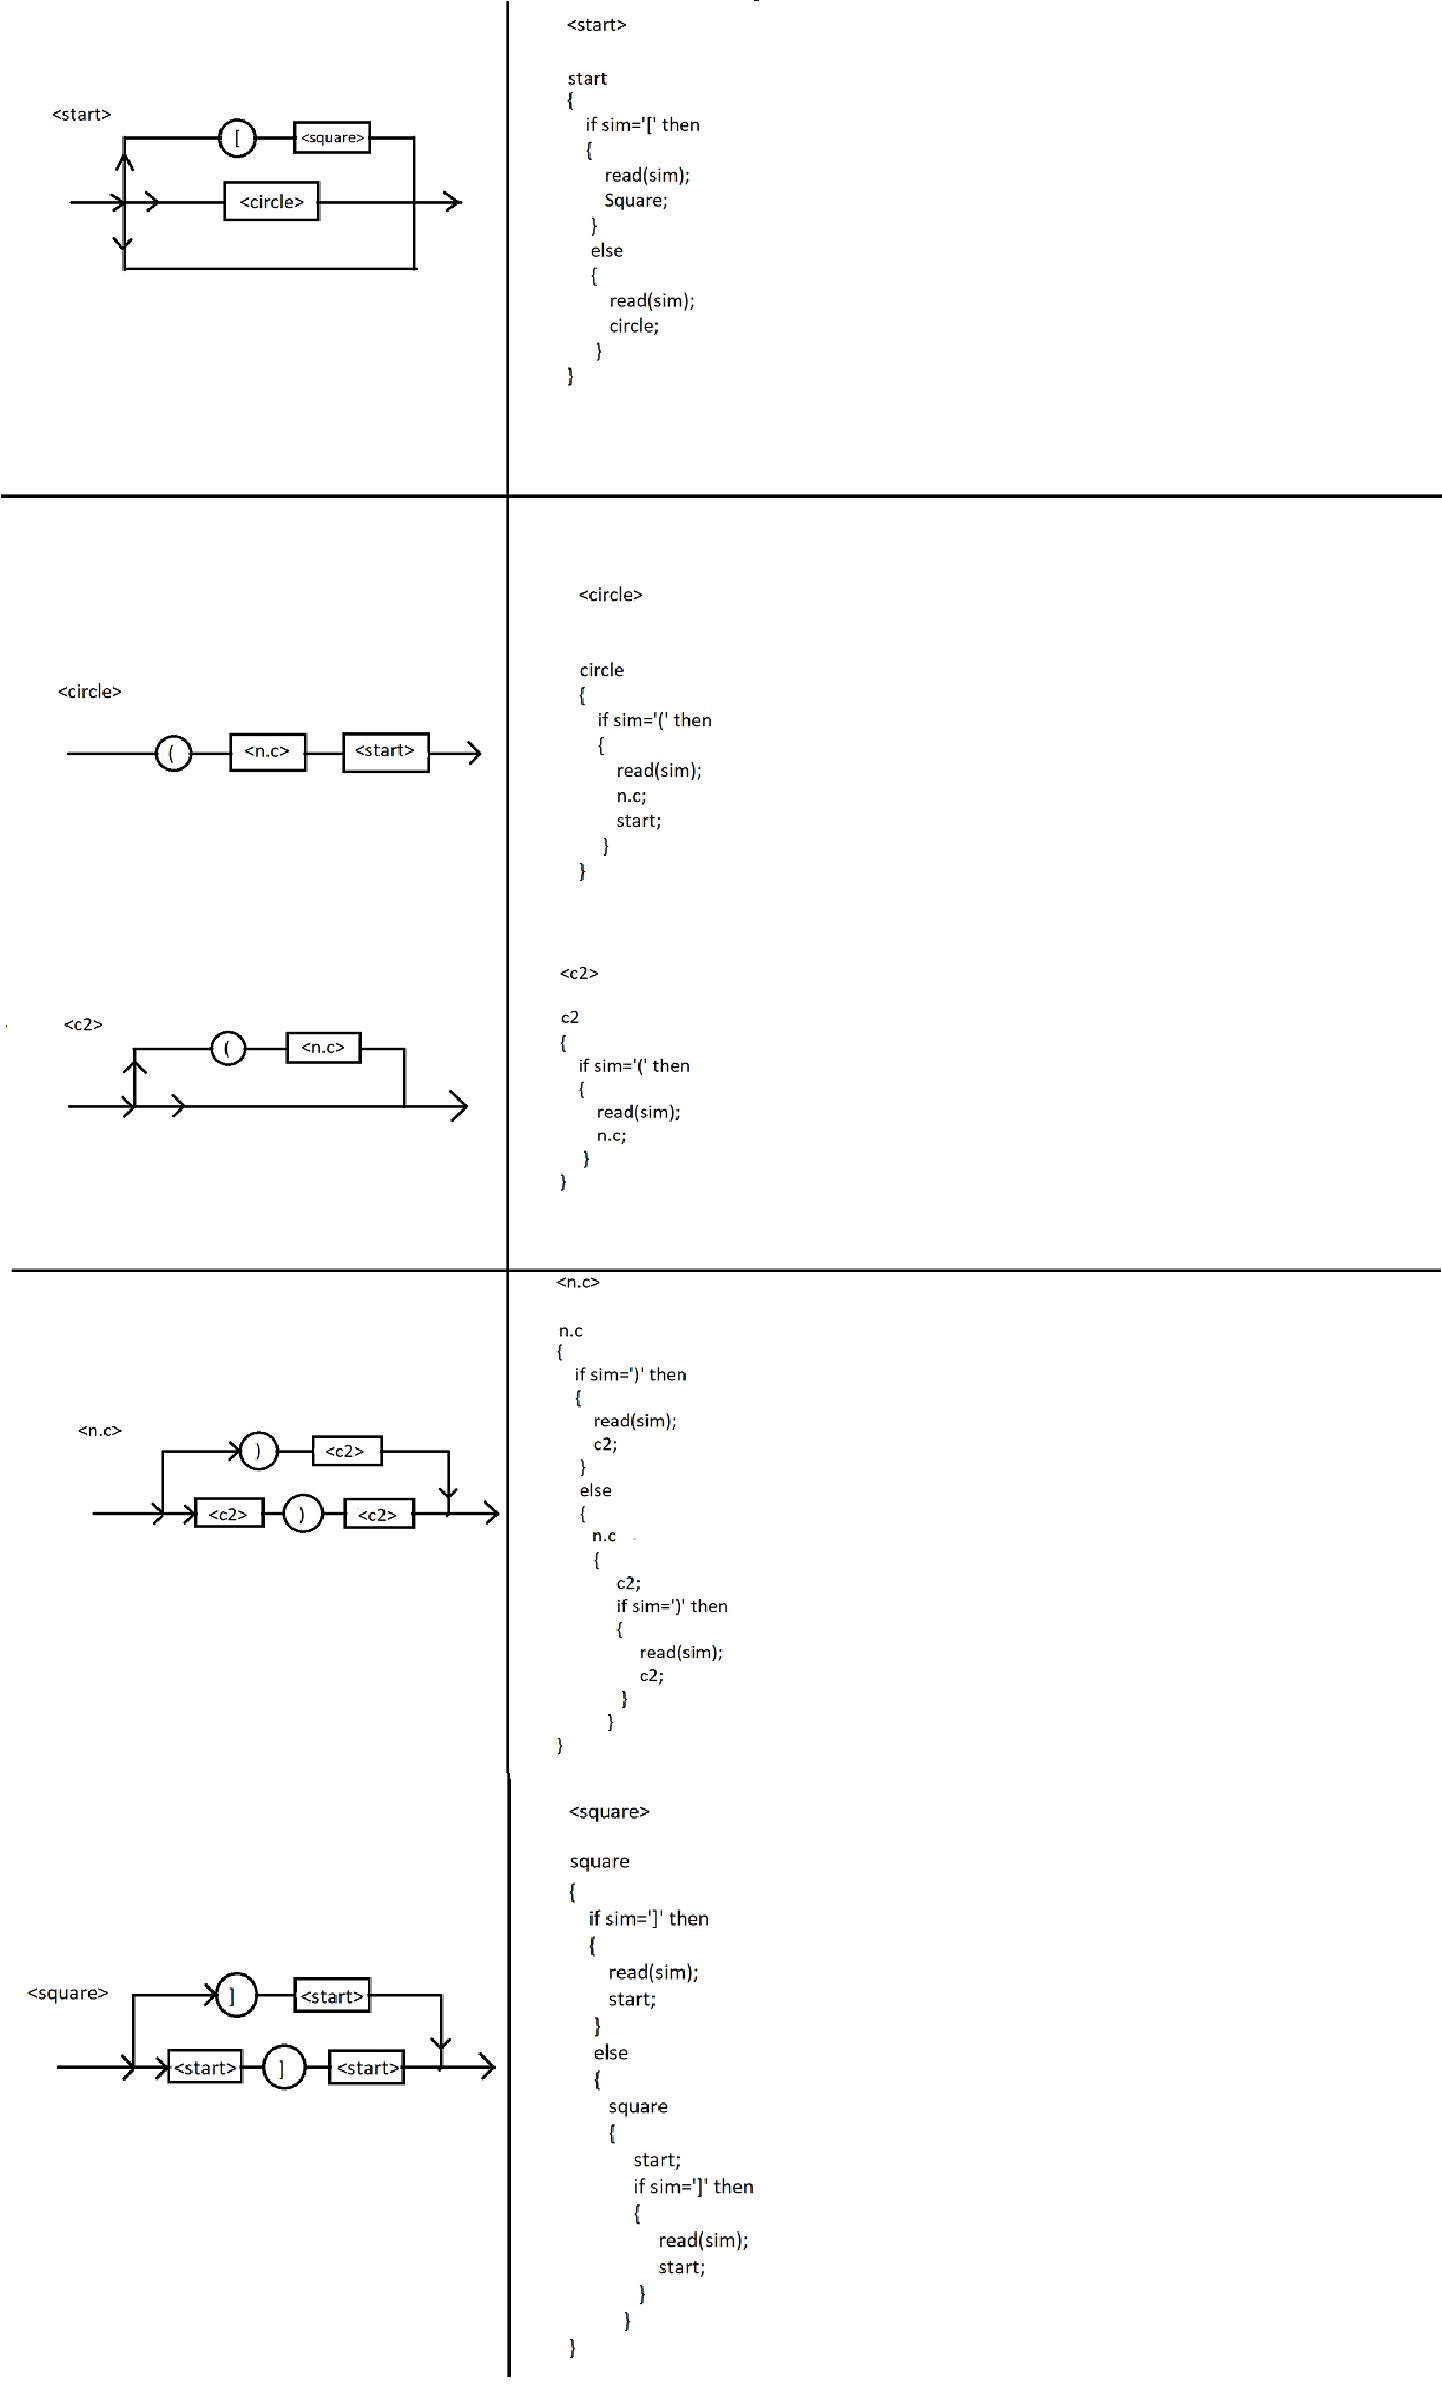 <start>
[ <square>
<circle>
<start>
start
{
if sim='[' then
{
read(sim);
Square;
}
else
{
read(sim);
circle;
}
}
<circle>
( <n.c> <start>
<circle>
circle
{
if sim='(' then
{
read(sim);
n.c;
start;
}
}
<c2>
( <n.c>
<c2>
c2
{
if sim='(' then
{
read(sim);
n.c;
}
}
<n.c>
) <c2>
<c2> ) <c2>
<n.c>
n.c
{
if sim=')' then
{
read(sim);
c2;
}
else
{
n.c
{
c2;
if sim=')' then
{
read(sim);
c2;
}
}
}
<square>
] <start>
<start> ] <start>
<square>
square
{
if sim=']' then
{
read(sim);
start;
}
else
{
square
{
start;
if sim=']' then
{
read(sim);
start;
}
}
}